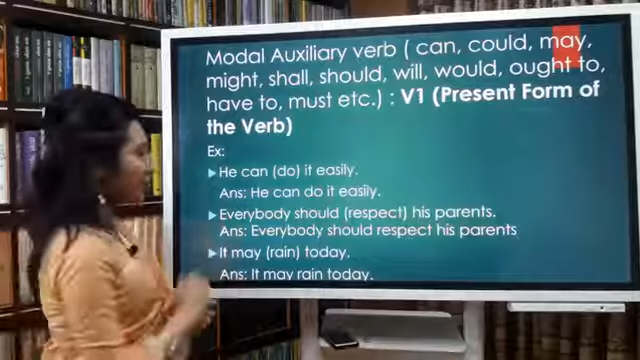 Modal Auxiliary verb ( can, could, may,
might, shall, should, will, would, ought to,
have to, must etc.) : V1 (Present Form of
the Verb)
Ex:
He can (do) it easily.
Ans: He can do it easily.
Everybody should (respect) his parents.
Ans: Everybody should respect his parents
It may (rain) today.
Ans: It may rain today.